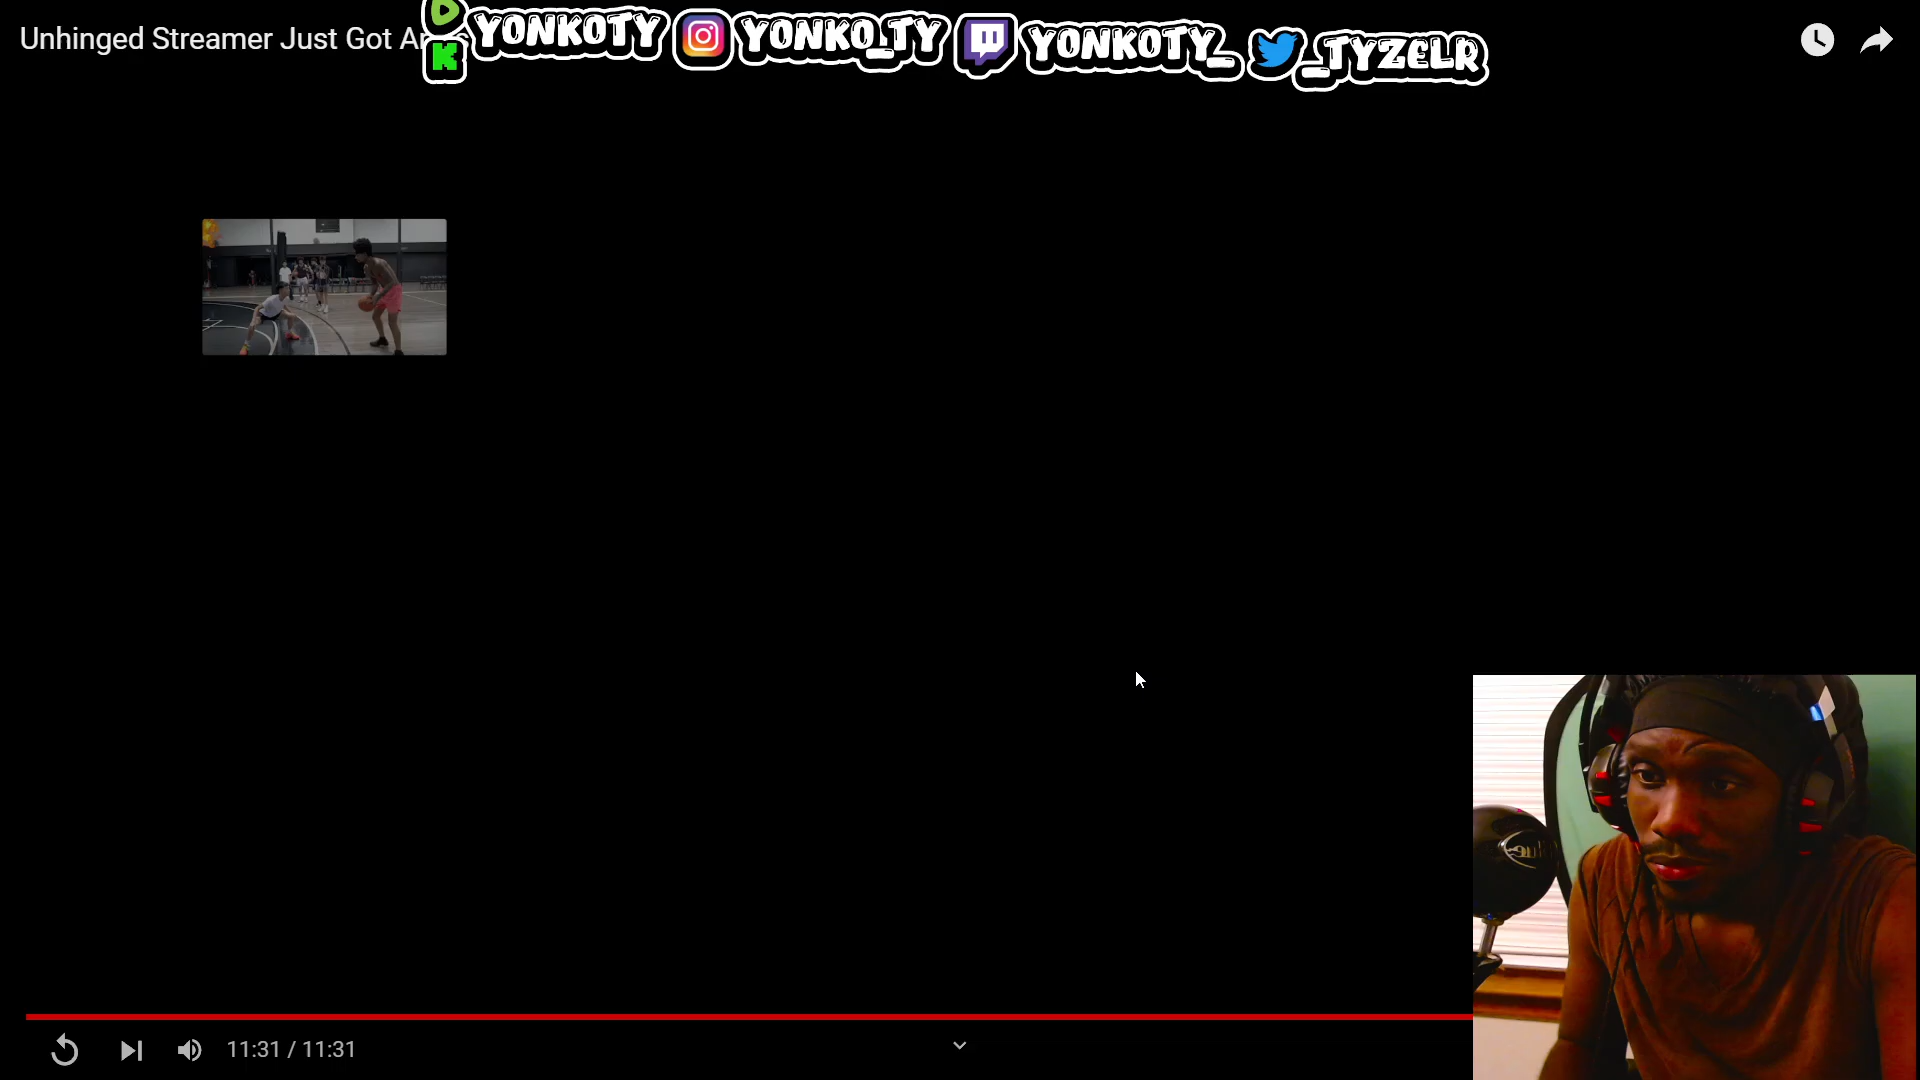 Unhinged Streamer Just Got A
YONKOTY YONKO_TY YONKOTY_ _TYZELR
K
11:31 / 11:31